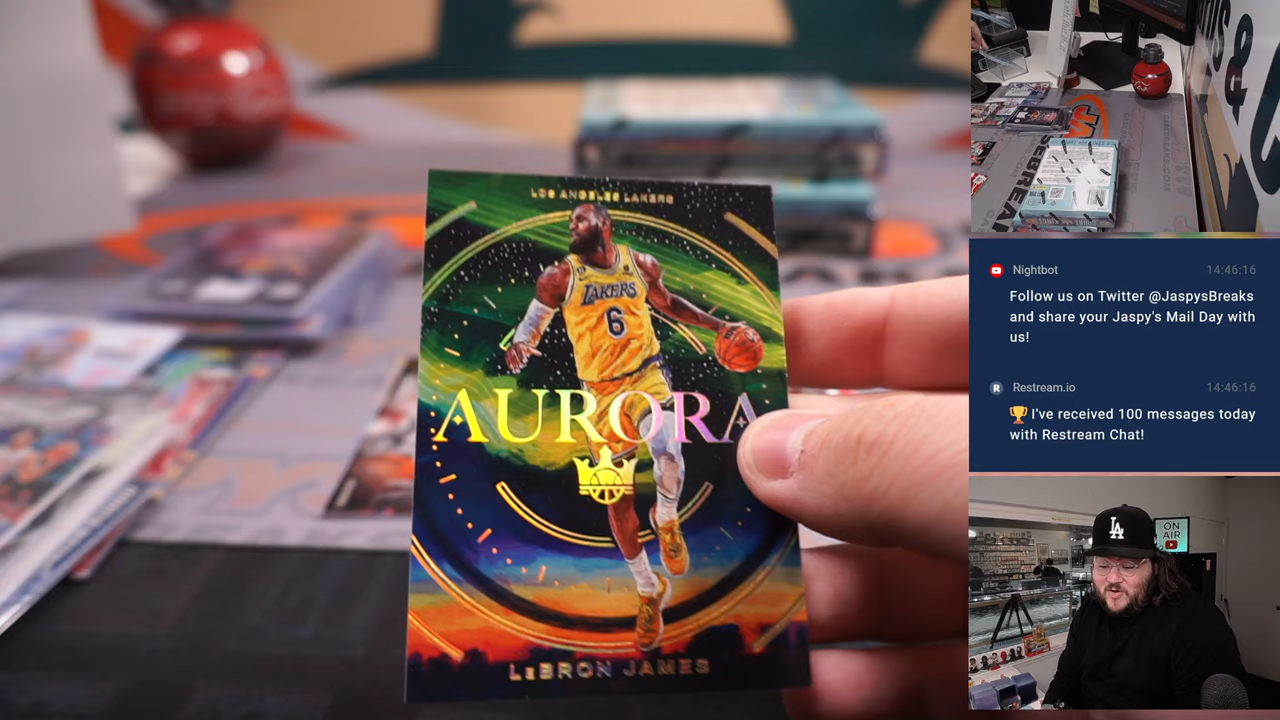 LOS ANGELES LAKERS
LAKERS
6
AURORA
LEBRON JAMES
Nightbot
14:46:16
Follow us on Twitter @JaspysBreaks
and share your Jaspy's Mail Day with
us!
R
Restream.io
14:46:16
🏆 I've received 100 messages today
with Restream Chat!
LA
ON
AIR